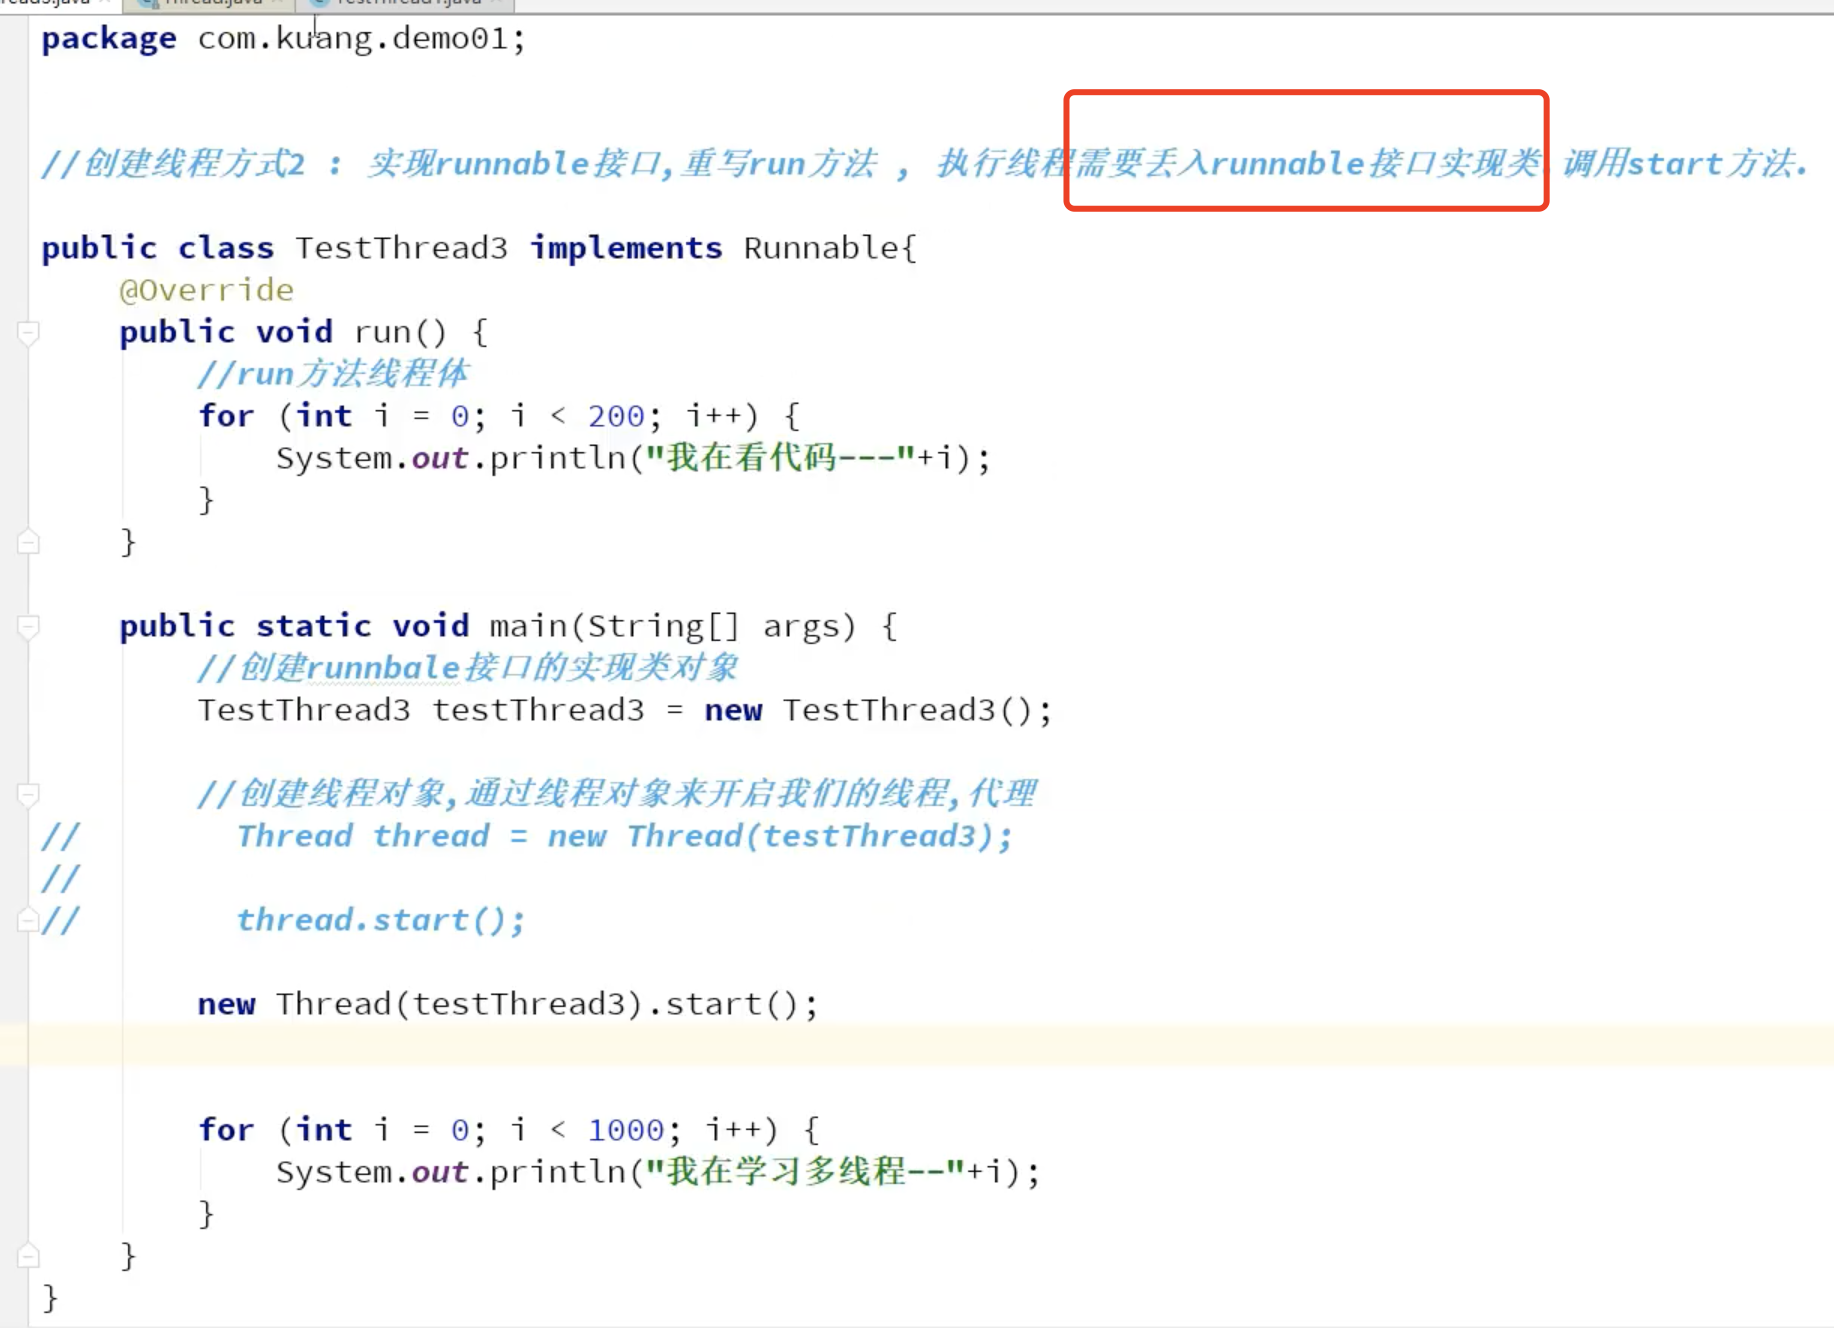 Thread.java TestThread1.java
package com.kuang.demo01;
//创建线程方式2 : 实现runnable接口,重写run方法 , 执行线程需要丢入runnable接口实现类 调用start方法.
public class TestThread3 implements Runnable{
@Override
public void run() {
//run方法线程体
for (int i = 0; i < 200; i++) {
System.out.println("我在看代码---"+i);
}
}
public static void main(String[] args) {
//创建runnbale接口的实现类对象
TestThread3 testThread3 = new TestThread3();
//创建线程对象,通过线程对象来开启我们的线程,代理
// Thread thread = new Thread(testThread3);
//
// thread.start();
new Thread(testThread3).start();
for (int i = 0; i < 1000; i++) {
System.out.println("我在学习多线程--"+i);
}
}
}